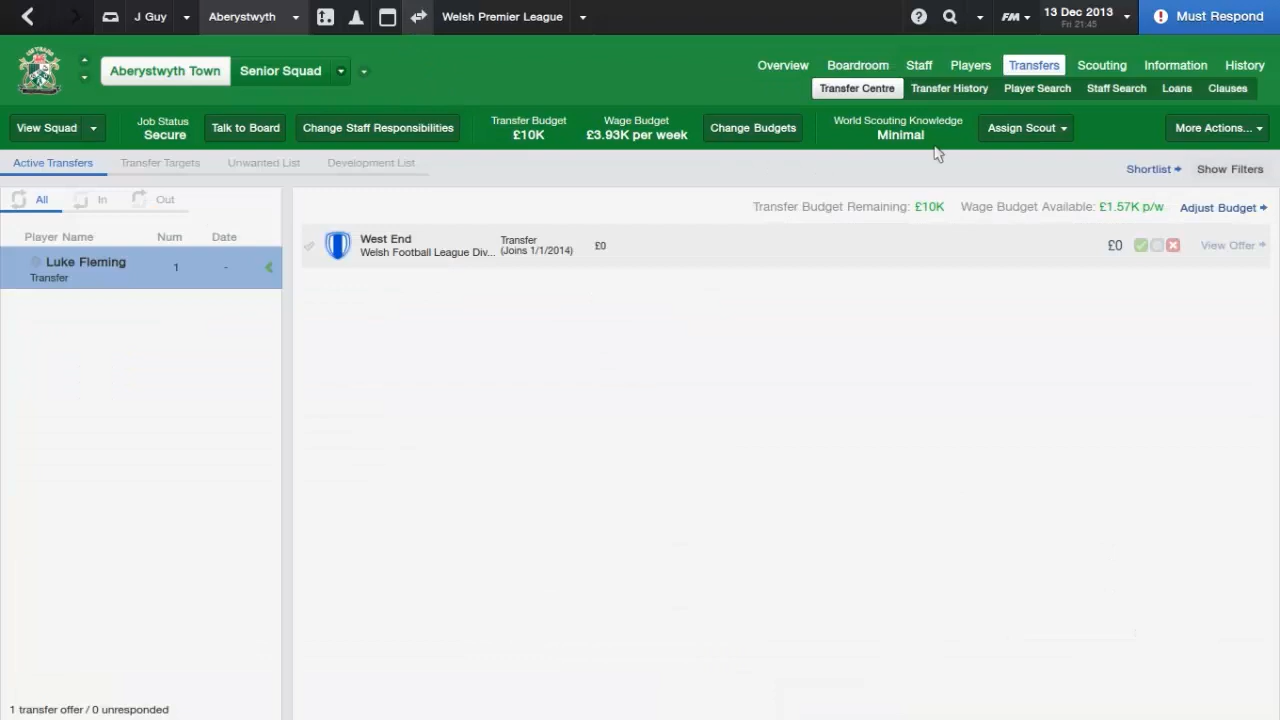 J Guy
Aberystwyth
Welsh Premier League
FM
13 Dec 2013
Fri 21:45
Must Respond
Aberystwyth Town
Senior Squad
Overview
Boardroom
Staff
Players
Transfers
Scouting
Information
History
Transfer Centre
Transfer History
Player Search
Staff Search
Loans
Clauses
View Squad
Job Status
Secure
Talk to Board
Change Staff Responsibilities
Transfer Budget
£10K
Wage Budget
£3.93K per week
Change Budgets
World Scouting Knowledge
Minimal
Assign Scout
More Actions...
Active Transfers
Transfer Targets
Unwanted List
Development List
Shortlist
Show Filters
All
In
Out
Transfer Budget Remaining: £10K
Wage Budget Available: £1.57K p/w
Adjust Budget
Player Name
Num
Date
Luke Fleming
Transfer
1
-
West End
Welsh Football League Div...
Transfer
(Joins 1/1/2014)
£0
£0
View Offer
1 transfer offer / 0 unresponded